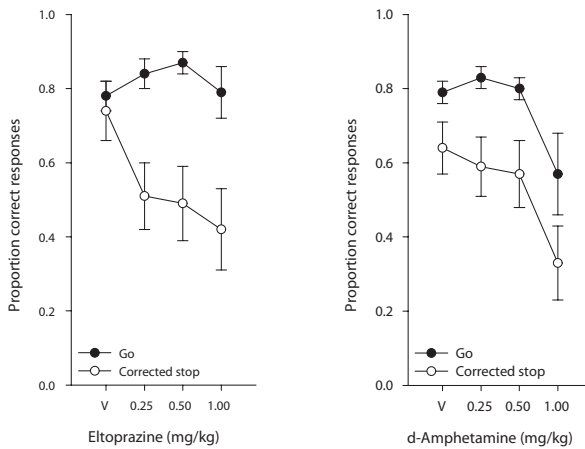 Proportion correct responses
1.0
0.8
0.6
0.4
0.2
0.0
Go
Corrected stop
V 0.25 0.50 1.00
Eltoprazine (mg/kg)
Proportion correct responses
1.0
0.8
0.6
0.4
0.2
0.0
Go
Corrected stop
V 0.25 0.50 1.00
d-Amphetamine (mg/kg)